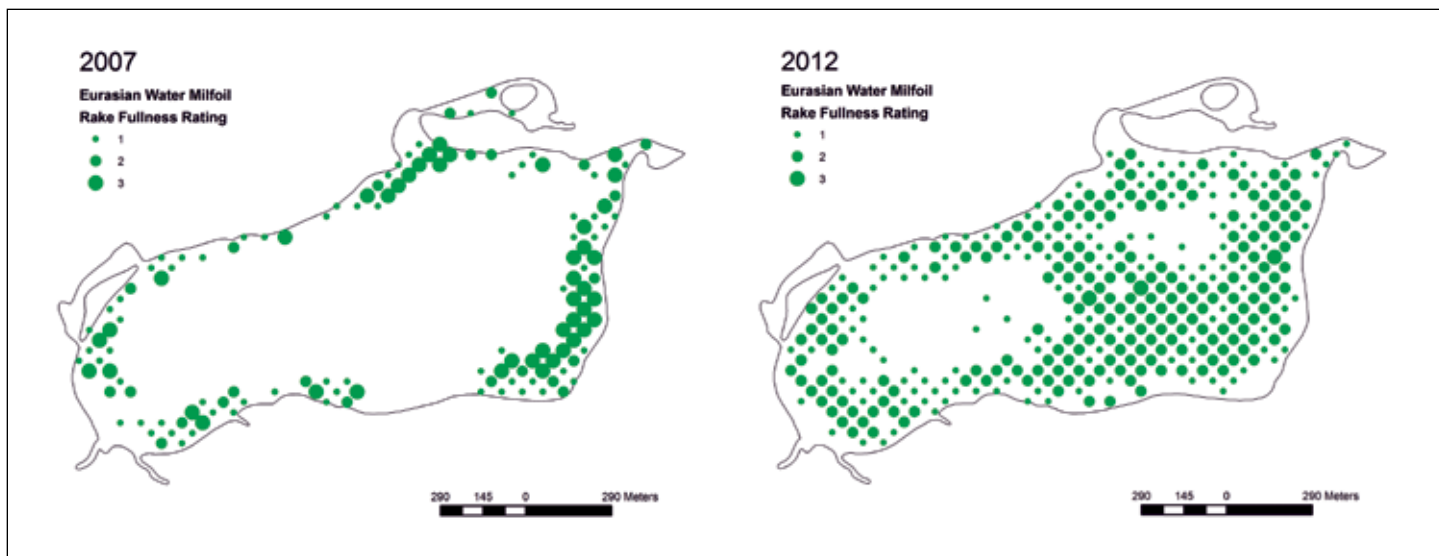 2007
Eurasian Water Milfoil
Rake Fullness Rating
1
2
3
290 145 0 290 Meters
2012
Eurasian Water Milfoil
Rake Fullness Rating
1
2
3
290 145 0 290 Meters